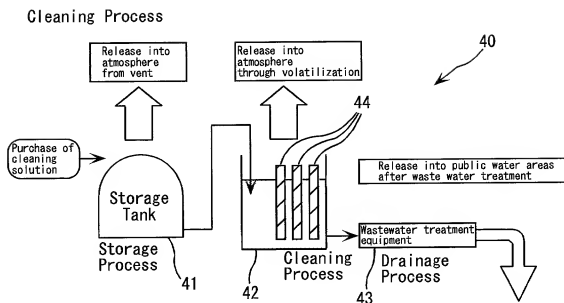 Cleaning Process
Release into
atmosphere
from vent
Release into
atmosphere
through volatilization
40
44
Purchase of
cleaning
solution
Storage
Tank
Release into public water areas
after waste water treatment
Wastewater treatment
equipment
Storage
Process
41
42
Cleaning
Process
Drainage
Process
43